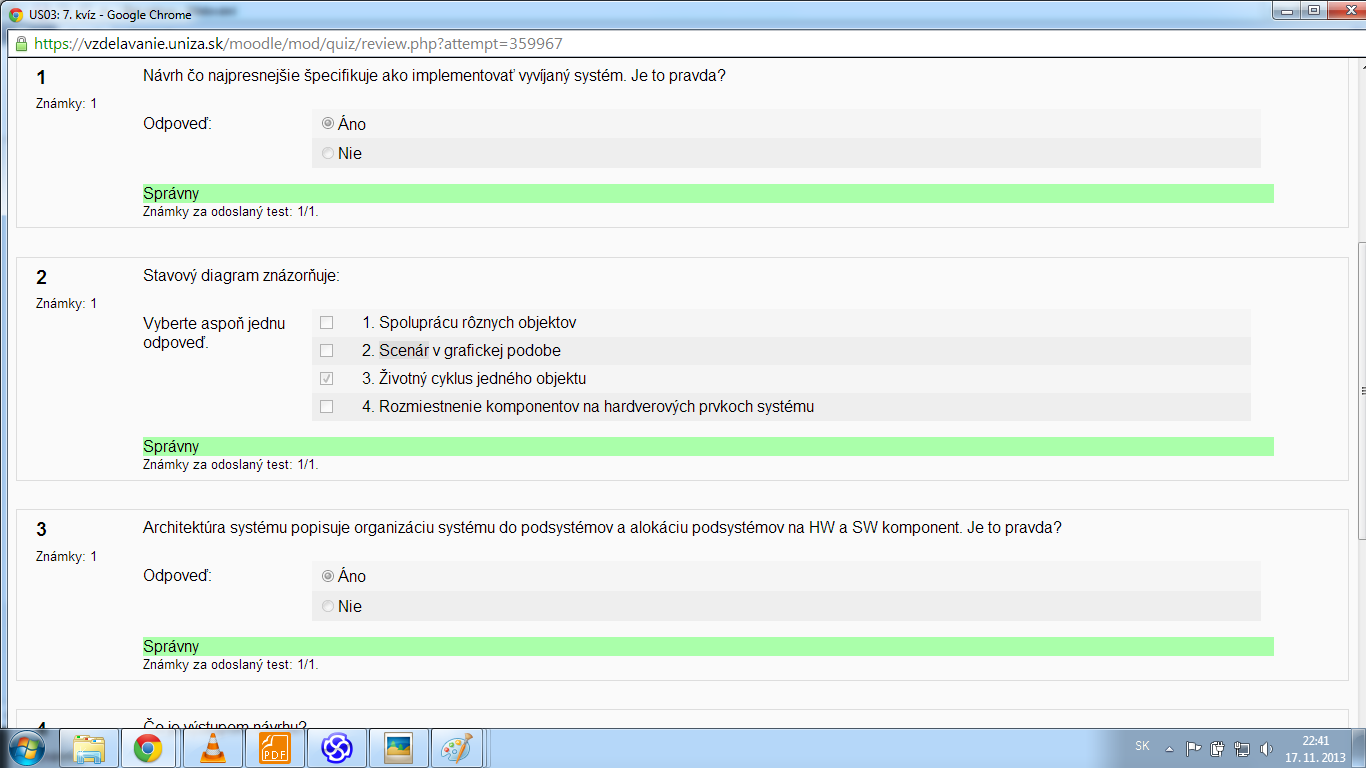 US03: 7. kvíz - Google Chrome
https://vzdelavanie.uniza.sk/moodle/mod/quiz/review.php?attempt=359967
1
Známky: 1
Návrh čo najpresnejšie špecifikuje ako implementovať vyvíjaný systém. Je to pravda?
Odpoveď:
Áno
Nie
Správny
Známky za odoslaný test: 1/1.
2
Známky: 1
Stavový diagram znázorňuje:
Vyberte aspoň jednu
odpoveď.
1. Spoluprácu rôznych objektov
2. Scenár v grafickej podobe
3. Životný cyklus jedného objektu
4. Rozmiestnenie komponentov na hardverových prvkoch systému
Správny
Známky za odoslaný test: 1/1.
3
Známky: 1
Architektúra systému popisuje organizáciu systému do podsystémov a alokáciu podsystémov na HW a SW komponent. Je to pravda?
Odpoveď:
Áno
Nie
Správny
Známky za odoslaný test: 1/1.
4
Čo je výstupom návrhu?
PDF
SK
22:41
17. 11. 2013